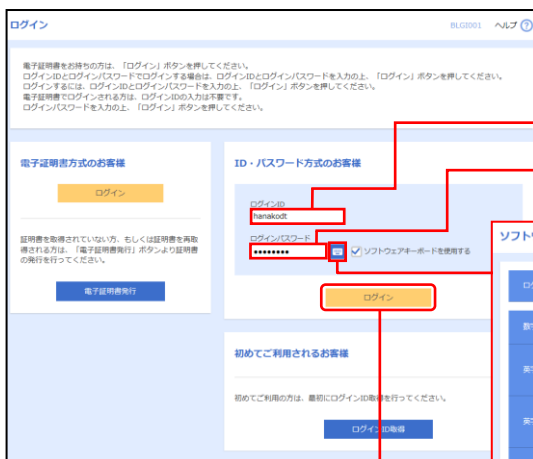 ログイン
BLGI001 ヘルプ ?
電子証明書をお持ちの方は、「ログイン」ボタンを押してください。
ログインIDとログインパスワードでログインする場合は、ログインIDとログインパスワードを入力の上、「ログイン」ボタンを押してください。
ログインするには、ログインIDとログインパスワードを入力の上、「ログイン」ボタンを押してください。
電子証明書でログインされる方は、ログインIDの入力は不要です。
ログインパスワードを入力の上、「ログイン」ボタンを押してください。
電子証明書方式のお客様
ログイン
証明書を取得されていない方、もしくは証明書を再取
得される方は、「電子証明書発行」ボタンより証明書
の発行を行ってください。
電子証明書発行
ID・パスワード方式のお客様
ログインID
hanakodt
ログインパスワード
●●●●●●●●
ソフトウェアキーボードを使用する
ログイン
初めてご利用されるお客様
初めてご利用の方は、最初にログインID取得を行ってください。
ログインID取得
ソフト
ログ
数字
英字
英字